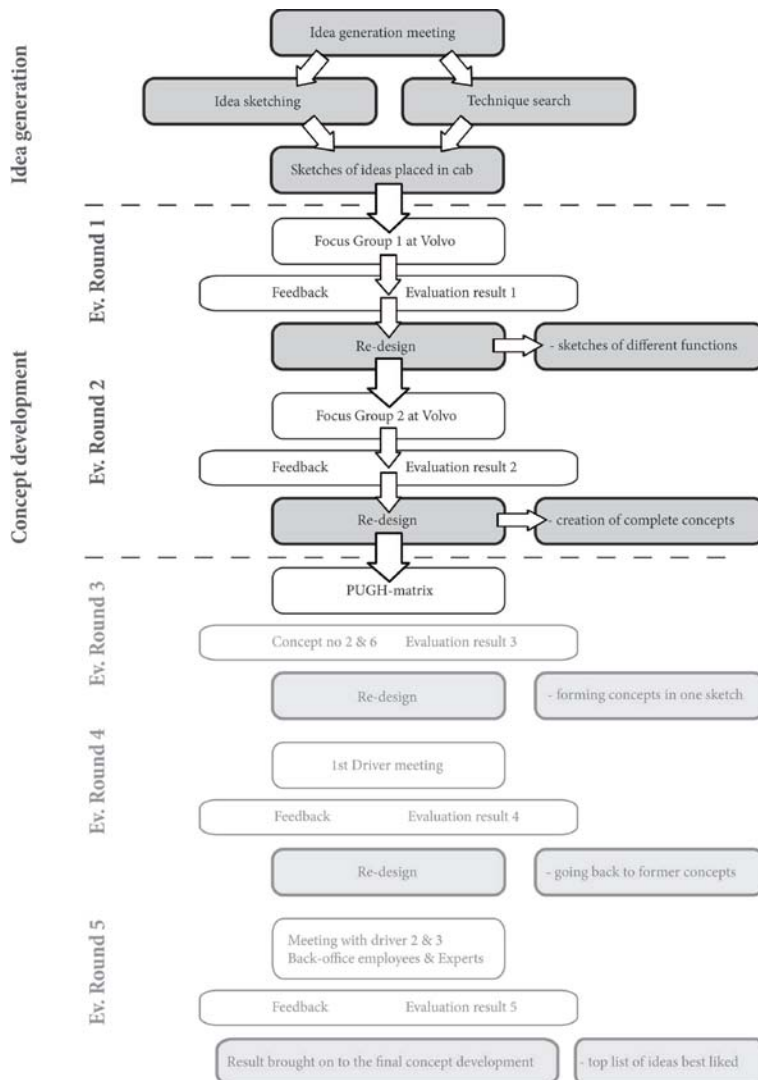 Idea generation
Idea generation meeting
Idea sketching
Technique search
Sketches of ideas placed in cab
Concept development
Ev. Round 1
Focus Group 1 at Volvo
Feedback Evaluation result 1
Re-design
- sketches of different functions
Ev. Round 2
Focus Group 2 at Volvo
Feedback Evaluation result 2
Re-design
- creation of complete concepts
Ev. Round 3
PUGH-matrix
Concept no 2 & 6 Evaluation result 3
Re-design
- forming concepts in one sketch
Ev. Round 4
1st Driver meeting
Feedback Evaluation result 4
Re-design
- going back to former concepts
Ev. Round 5
Meeting with driver 2 & 3
Back-office employees & Experts
Feedback Evaluation result 5
Result brought on to the final concept development
- top list of ideas best liked